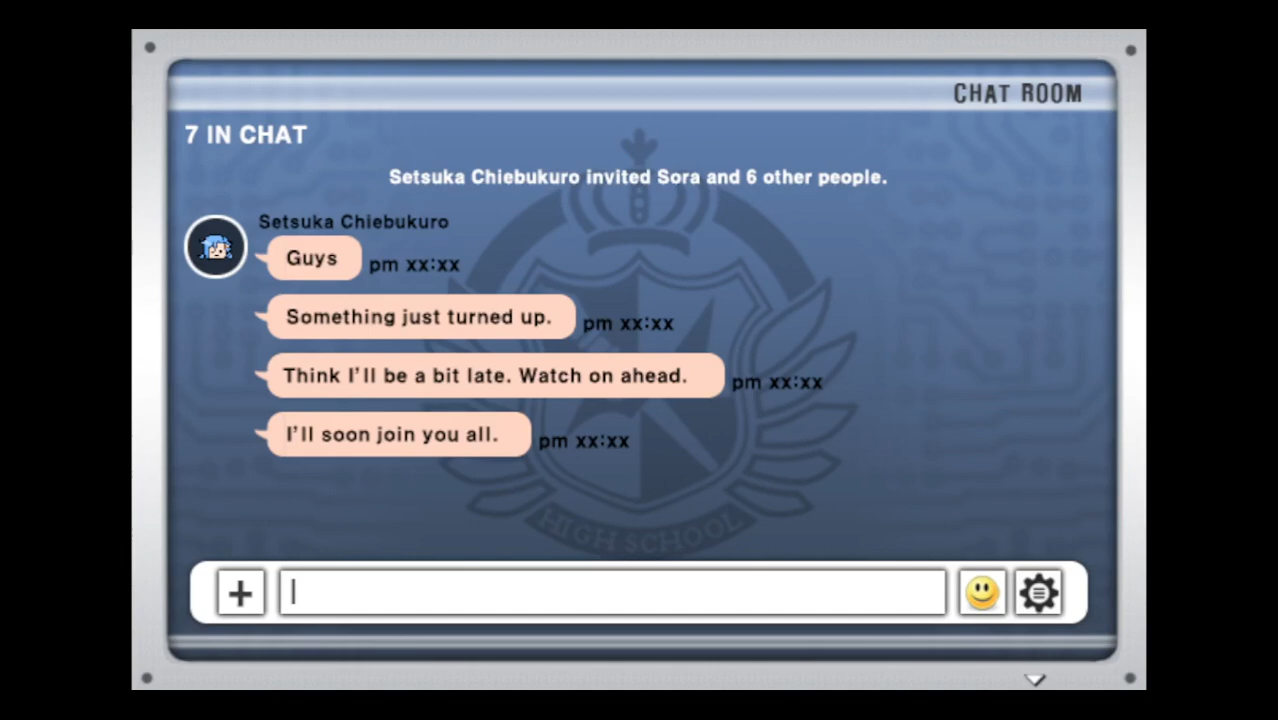 CHAT ROOM
7 IN CHAT
Setsuka Chiebukuro invited Sora and 6 other people.
Setsuka Chiebukuro
Guys pm xx:xx
Something just turned up. pm xx:xx
Think I'll be a bit late. Watch on ahead. pm xx:xx
I'll soon join you all. pm xx:xx
HIGH SCHOOL